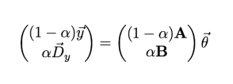 $$\begin{pmatrix} (1-\alpha)\vec{y} \\ \alpha\vec{D}_y \end{pmatrix} = \begin{pmatrix} (1-\alpha)\mathbf{A} \\ \alpha\mathbf{B} \end{pmatrix} \vec{\theta}$$